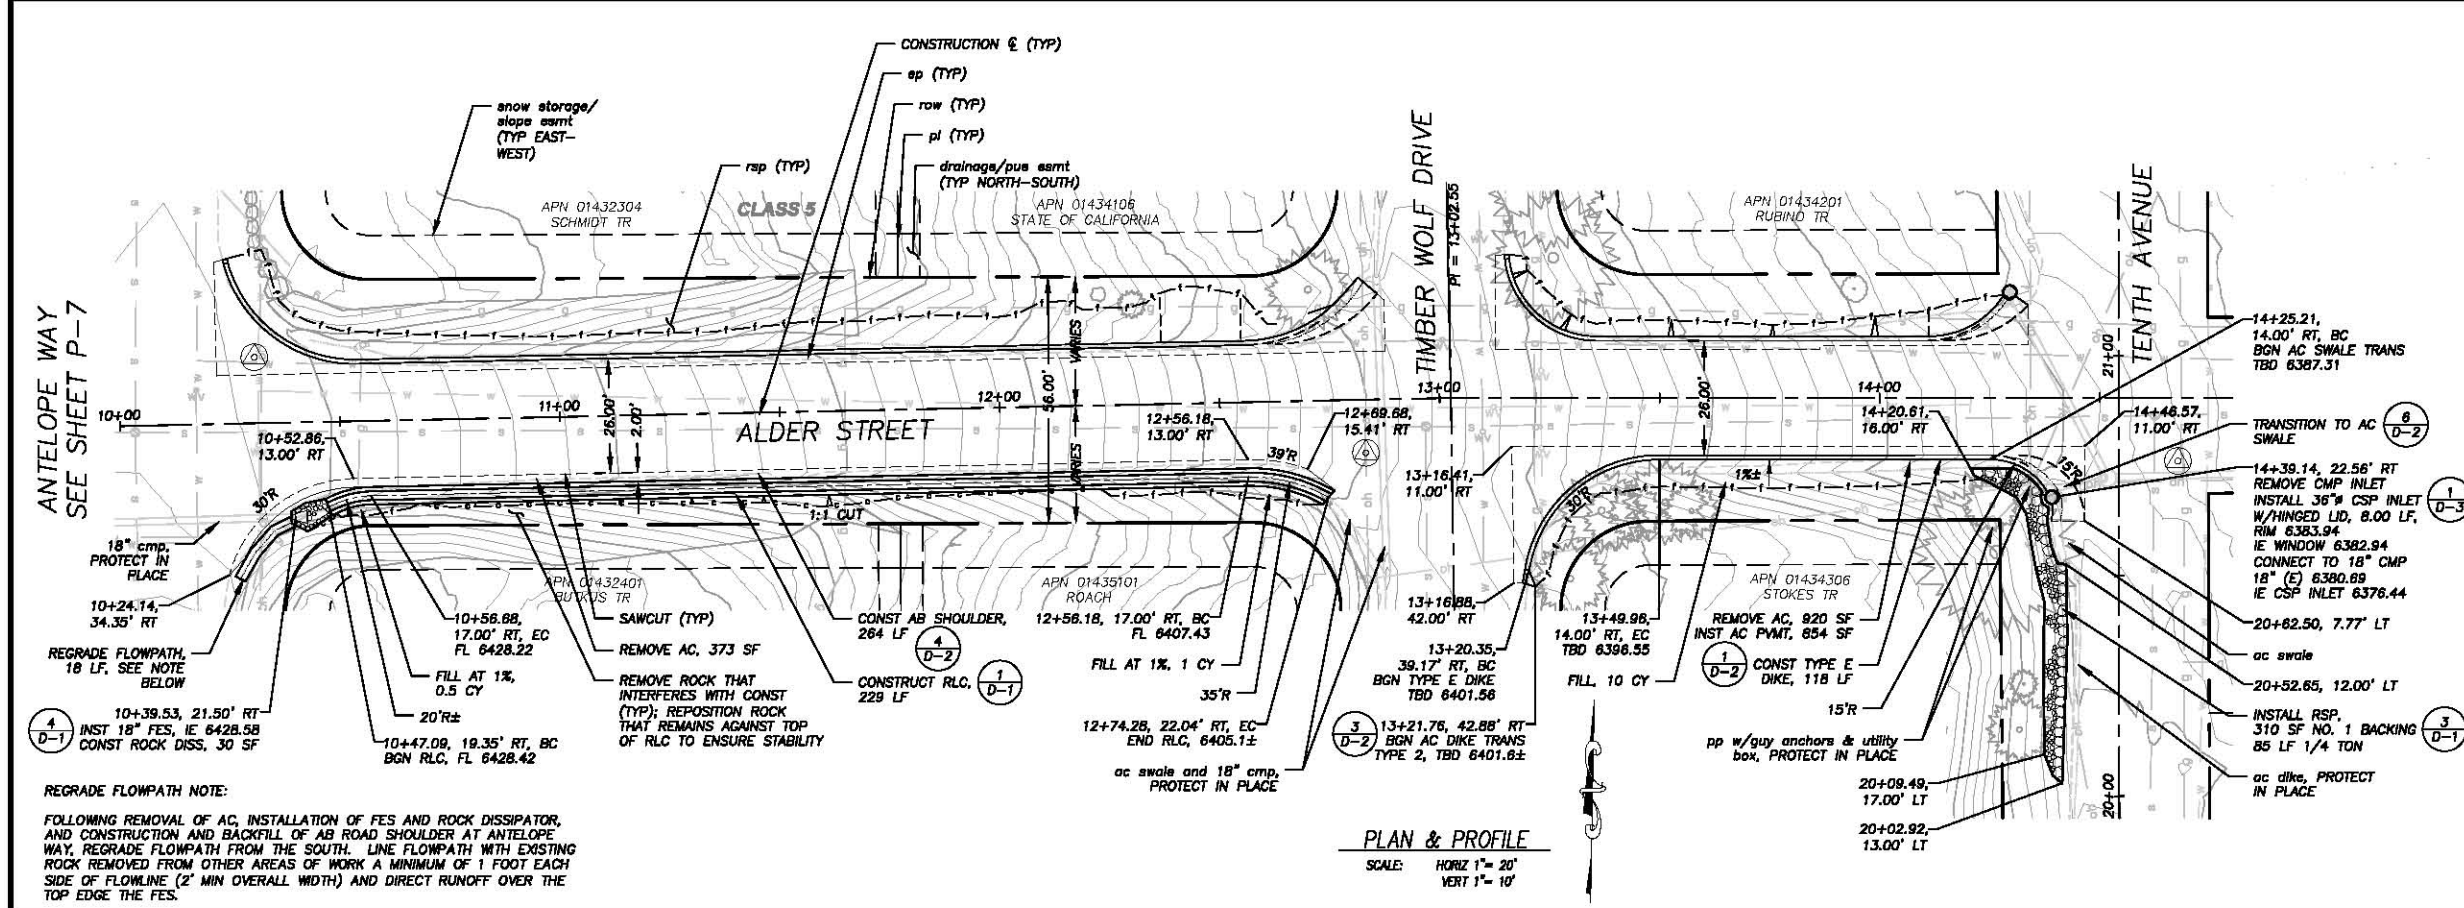 CONSTRUCTION ℄ (TYP)
ep (TYP)
row (TYP)
pl (TYP)
drainage/pue esmt
(TYP NORTH-SOUTH)
snow storage/
slope esmt
(TYP EAST-
WEST)
rsp (TYP)
APN 01432304
SCHMIDT TR
CLASS 5
APN 01434106
STATE OF CALIFORNIA
TIMBER WOLF DRIVE
PI = 13+02.55
APN 01434201
RUBINO TR
TENTH AVENUE
21+00
20+00
ANTELOPE WAY
SEE SHEET P-7
10+00
11+00
12+00
13+00
14+00
ALDER STREET
26.00'
2.00'
56.00'
VARIES
VARIES
26.00'
1%±
1:1 CUT
30'R
39'R
30'R
15'R
10+52.86,
13.00' RT
12+56.18,
13.00' RT
12+69.68,
15.41' RT
13+16.41,
11.00' RT
14+20.61,
16.00' RT
14+46.57,
11.00' RT
14+25.21,
14.00' RT, BC
BGN AC SWALE TRANS
TBD 6387.31
TRANSITION TO AC
SWALE
6
D-2
14+39.14, 22.56' RT
REMOVE CMP INLET
INSTALL 36"ø CSP INLET
W/HINGED LID, 8.00 LF,
RIM 6383.94
IE WINDOW 6382.94
CONNECT TO 18" CMP
18" (E) 6380.69
IE CSP INLET 6376.44
1
D-3
20+62.50, 7.77' LT
ac swale
20+52.65, 12.00' LT
INSTALL RSP,
310 SF NO. 1 BACKING
85 LF 1/4 TON
3
D-1
ac dike, PROTECT
IN PLACE
18" cmp,
PROTECT IN
PLACE
10+24.14,
34.35' RT
REGRADE FLOWPATH,
18 LF, SEE NOTE
BELOW
4
D-1
10+39.53, 21.50' RT
INST 18" FES, IE 6428.58
CONST ROCK DISS, 30 SF
10+56.68,
17.00' RT, EC
FL 6428.22
FILL AT 1%,
0.5 CY
20'R±
10+47.09, 19.35' RT, BC
BGN RLC, FL 6428.42
APN 01432401
BUTKUS TR
SAWCUT (TYP)
REMOVE AC, 373 SF
REMOVE ROCK THAT
INTERFERES WITH CONST
(TYP); REPOSITION ROCK
THAT REMAINS AGAINST TOP
OF RLC TO ENSURE STABILITY
CONST AB SHOULDER,
264 LF
4
D-2
CONSTRUCT RLC,
229 LF
1
D-1
APN 01435101
ROACH
12+56.18, 17.00' RT, BC
FL 6407.43
FILL AT 1%, 1 CY
35'R
12+74.28, 22.04' RT, EC
END RLC, 6405.1±
ac swale and 18" cmp,
PROTECT IN PLACE
13+16.88,
42.00' RT
13+20.35,
39.17' RT, BC
BGN TYPE E DIKE
TBD 6401.56
3
D-2
13+21.76, 42.88' RT
BGN AC DIKE TRANS
TYPE 2, TBD 6401.6±
13+49.96,
14.00' RT, EC
TBD 6396.55
FILL, 10 CY
APN 01434306
STOKES TR
REMOVE AC, 920 SF
INST AC PVMT, 854 SF
1
D-2
CONST TYPE E
DIKE, 118 LF
15'R
pp w/guy anchors & utility
box, PROTECT IN PLACE
20+09.49,
17.00' LT
20+02.92,
13.00' LT
REGRADE FLOWPATH NOTE:
FOLLOWING REMOVAL OF AC, INSTALLATION OF FES AND ROCK DISSIPATOR,
AND CONSTRUCTION AND BACKFILL OF AB ROAD SHOULDER AT ANTELOPE
WAY, REGRADE FLOWPATH FROM THE SOUTH. LINE FLOWPATH WITH EXISTING
ROCK REMOVED FROM OTHER AREAS OF WORK A MINIMUM OF 1 FOOT EACH
SIDE OF FLOWLINE (2' MIN OVERALL WIDTH) AND DIRECT RUNOFF OVER THE
TOP EDGE THE FES.
PLAN & PROFILE
SCALE: HORIZ 1"= 20'
VERT 1"= 10'